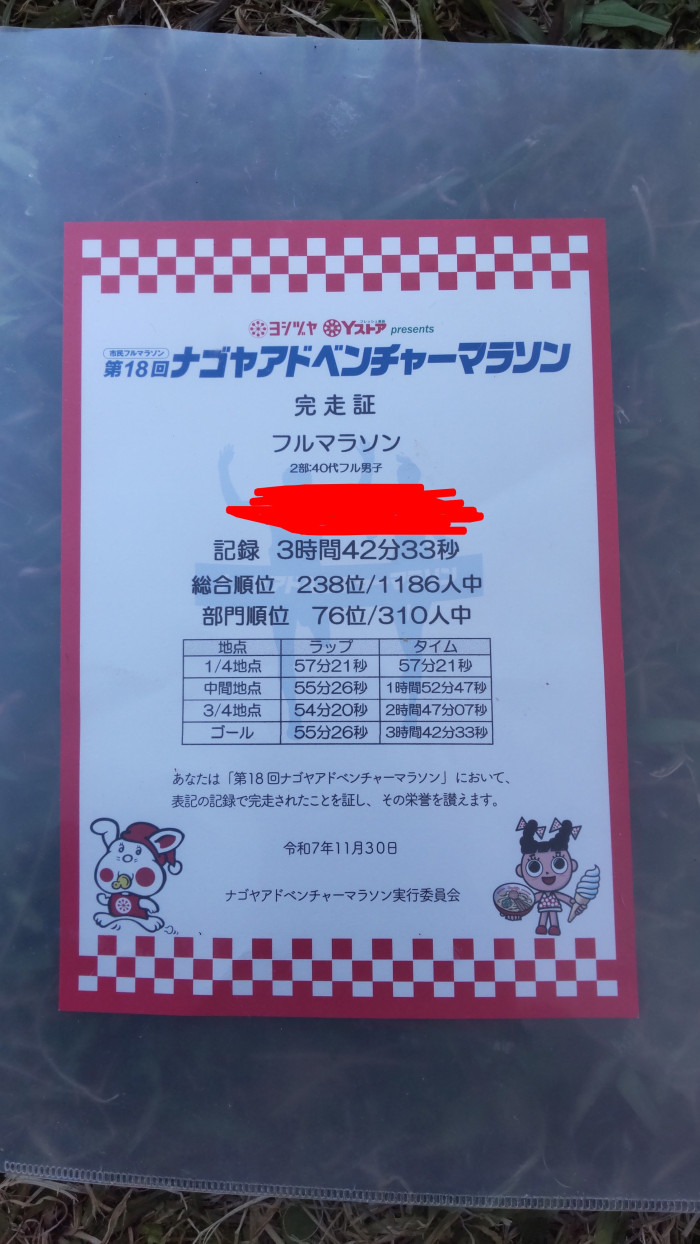 ヨシヅヤ Yストア presents
市民フルマラソン
第18回ナゴヤアドベンチャーマラソン
完走証
フルマラソン
2部:40代フル男子
記録 3時間42分33秒
総合順位 238位/1186人中
部門順位 76位/310人中
地点 ラップ タイム
1/4地点 57分21秒 57分21秒
中間地点 55分26秒 1時間52分47秒
3/4地点 54分20秒 2時間47分07秒
ゴール 55分26秒 3時間42分33秒
あなたは「第18回ナゴヤアドベンチャーマラソン」において、
表記の記録で完走されたことを証し、その栄誉を讃えます。
令和7年11月30日
ナゴヤアドベンチャーマラソン実行委員会